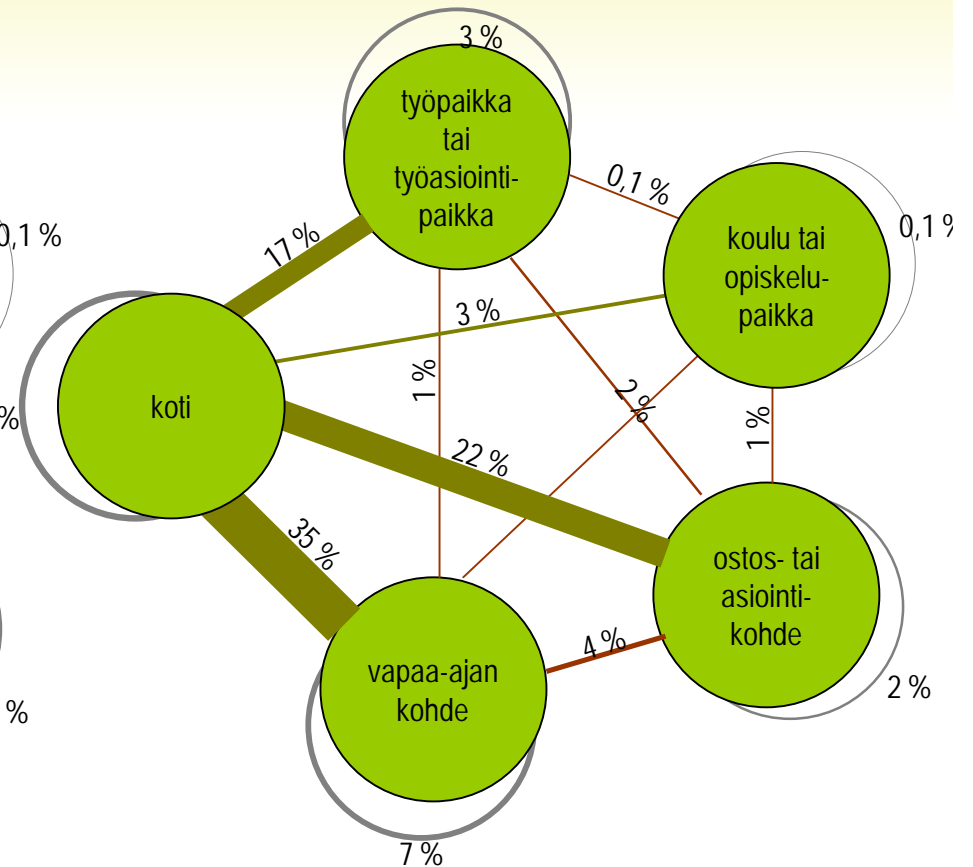 3 %
työpaikka
tai
työasiointi-
paikka
0,1 %
0,1 %
17 %
koulu tai
opiskelu-
paikka
0,1 %
3 %
koti
%
1 %
2 %
1 %
22 %
35 %
ostos- tai
asiointi-
kohde
4 %
vapaa-ajan
kohde
2 %
%
7 %